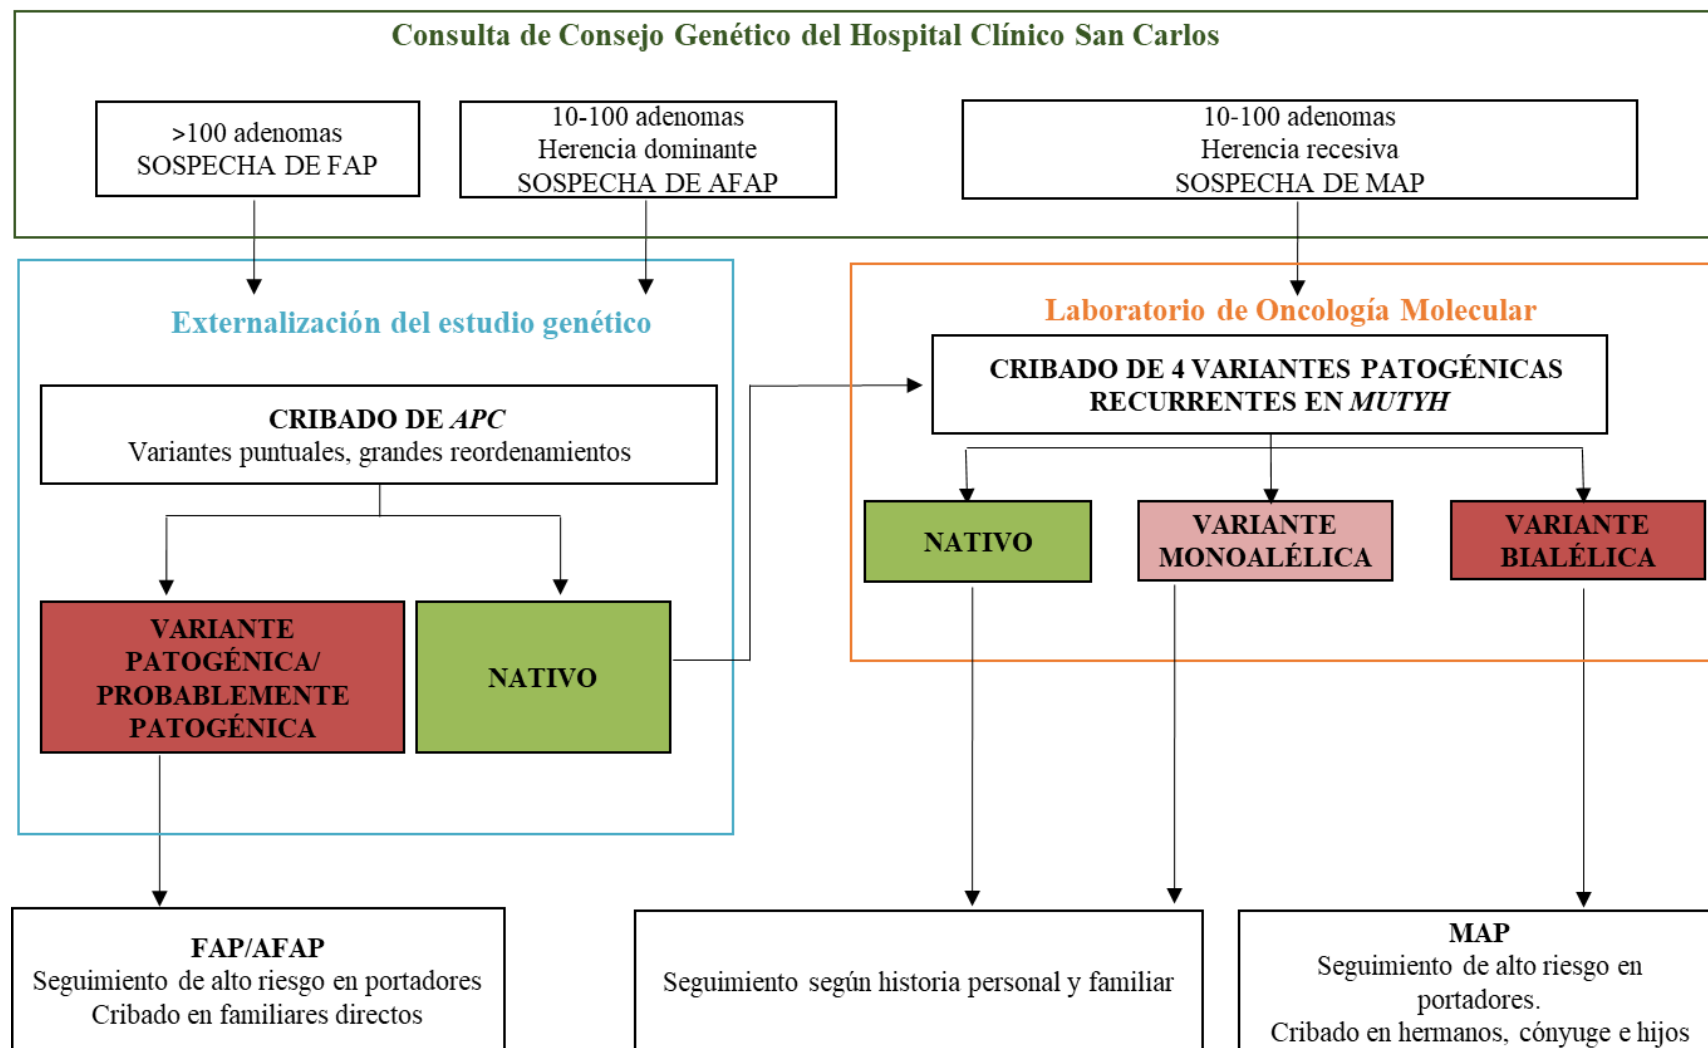 Consulta de Consejo Genético del Hospital Clínico San Carlos
>100 adenomas
SOSPECHA DE FAP
10-100 adenomas
Herencia dominante
SOSPECHA DE AFAP
10-100 adenomas
Herencia recesiva
SOSPECHA DE MAP
Externalización del estudio genético
CRIBADO DE APC
Variantes puntuales, grandes reordenamientos
VARIANTE
PATOGÉNICA/
PROBABLEMENTE
PATOGÉNICA
NATIVO
Laboratorio de Oncología Molecular
CRIBADO DE 4 VARIANTES PATOGÉNICAS
RECURRENTES EN MUTYH
NATIVO
VARIANTE
MONOALÉLICA
VARIANTE
BIALÉLICA
FAP/AFAP
Seguimiento de alto riesgo en portadores
Cribado en familiares directos
Seguimiento según historia personal y familiar
MAP
Seguimiento de alto riesgo en
portadores.
Cribado en hermanos, cónyuge e hijos